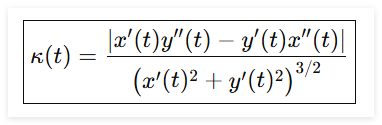 κ(t) = |x′(t)y″(t) − y′(t)x″(t)| / (x′(t)² + y′(t)²)^{3/2}